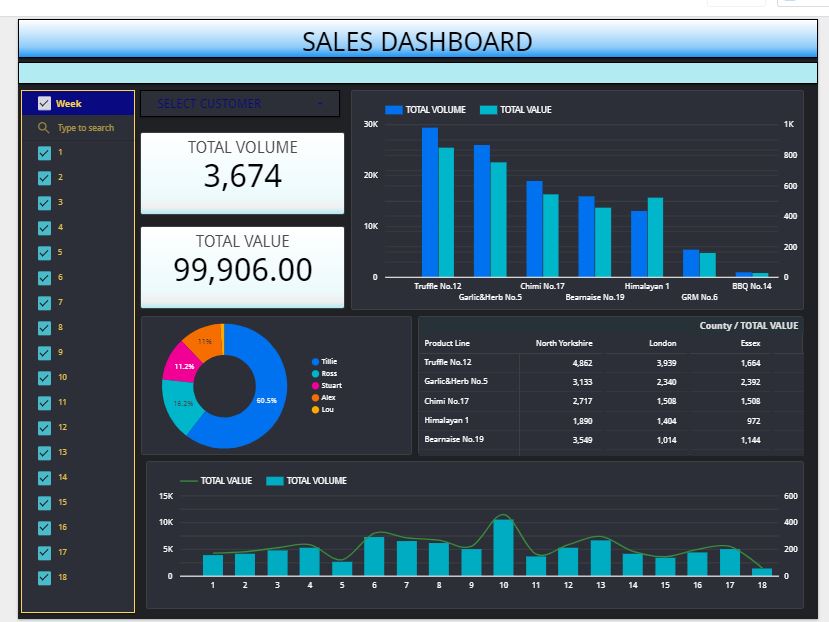 SALES DASHBOARD
Week
Type to search
1
2
3
4
5
6
7
8
9
10
11
12
13
14
15
16
17
18
SELECT CUSTOMER
TOTAL VOLUME
3,674
TOTAL VALUE
99,906.00
TOTAL VOLUME TOTAL VALUE
30K 1K
800
20K
600
400
10K
200
0 0
Truffle No.12 Chimi No.17 Himalayan 1 BBQ No.14
Garlic&Herb No.5 Bearnaise No.19 GRM No.6
11%
11.2%
16.2%
60.5%
Tillie
Ross
Stuart
Alex
Lou
County / TOTAL VALUE
Product Line North Yorkshire London Essex
Truffle No.12 4,862 3,939 1,664
Garlic&Herb No.5 3,133 2,340 2,392
Chimi No.17 2,717 1,508 1,508
Himalayan 1 1,890 1,404 972
Bearnaise No.19 3,549 1,014 1,144
TOTAL VALUE TOTAL VOLUME
15K 600
10K 400
5K 200
0 0
1 2 3 4 5 6 7 8 9 10 11 12 13 14 15 16 17 18